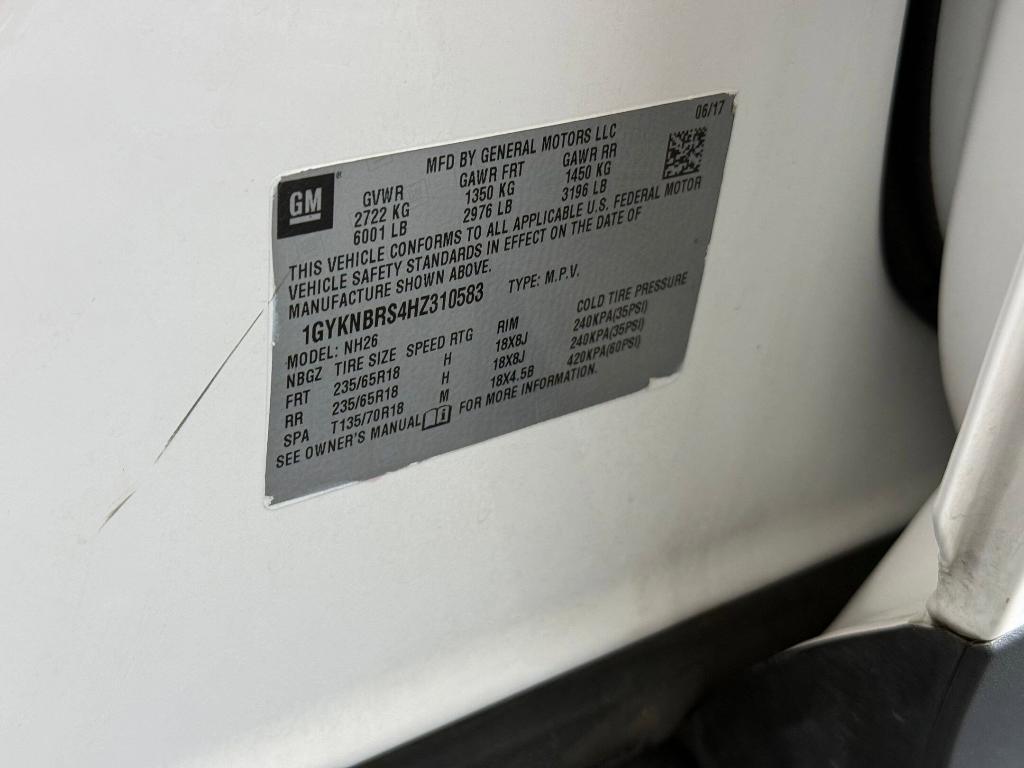 06/17
MFD BY GENERAL MOTORS LLC
GM®
GVWR GAWR FRT GAWR RR
2722 KG 1350 KG 1450 KG
6001 LB 2976 LB 3196 LB
THIS VEHICLE CONFORMS TO ALL APPLICABLE U.S. FEDERAL MOTOR
VEHICLE SAFETY STANDARDS IN EFFECT ON THE DATE OF
MANUFACTURE SHOWN ABOVE.
1GYKNBRS4HZ310583 TYPE: M.P.V.
MODEL: NH26
NBGZ TIRE SIZE SPEED RTG RIM COLD TIRE PRESSURE
FRT 235/65R18 H 18X8J 240KPA(35PSI)
RR 235/65R18 H 18X8J 240KPA(35PSI)
SPA T135/70R18 M 18X4.5B 420KPA(60PSI)
SEE OWNER'S MANUAL FOR MORE INFORMATION.